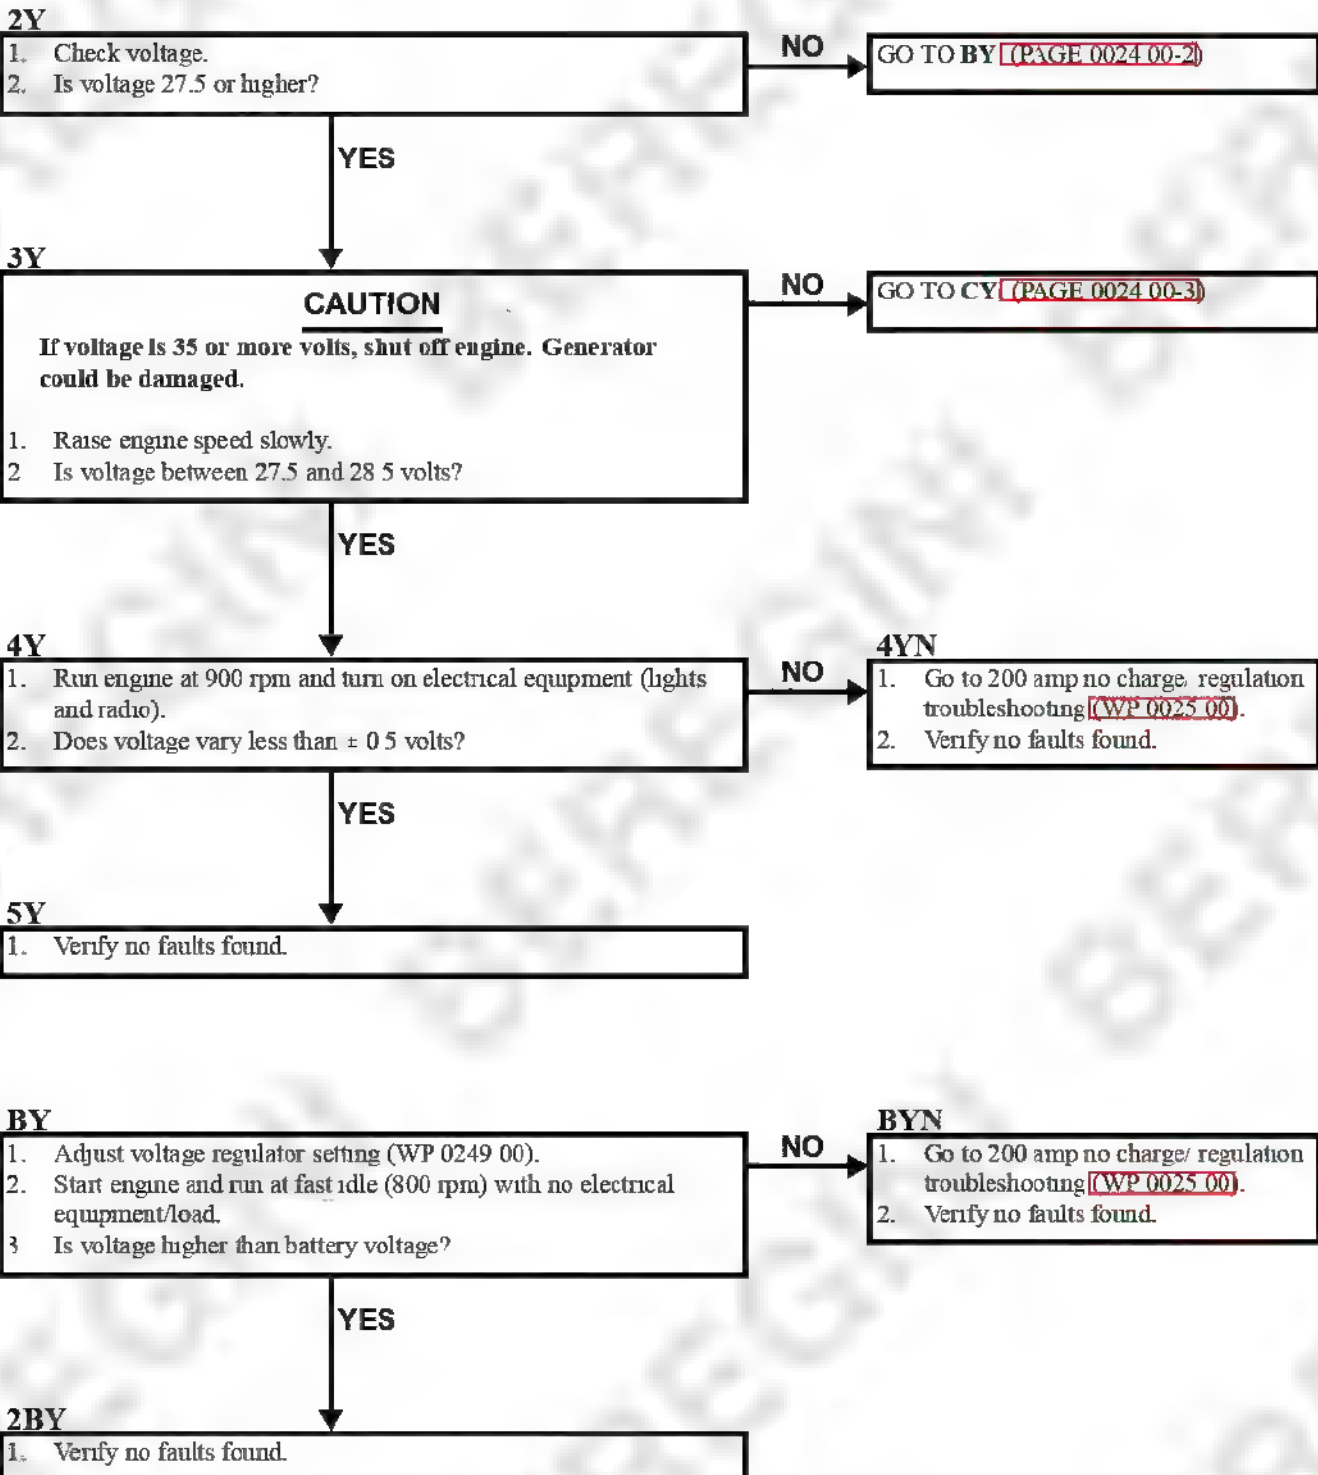 2Y
1. Check voltage.
2. Is voltage 27.5 or higher?
NO
GO TO BY (PAGE 0024 00-2)
YES
3Y
CAUTION
If voltage is 35 or more volts, shut off engine. Generator
could be damaged.
1. Raise engine speed slowly.
2 Is voltage between 27.5 and 28 5 volts?
NO
GO TO CY (PAGE 0024 00-3)
YES
4Y
1. Run engine at 900 rpm and turn on electrical equipment (lights
and radio).
2. Does voltage vary less than ± 0 5 volts?
NO
4YN
1. Go to 200 amp no charge/ regulation
troubleshooting (WP 0025 00).
2. Verify no faults found.
YES
5Y
1. Verify no faults found.
BY
1. Adjust voltage regulator setting (WP 0249 00).
2. Start engine and run at fast idle (800 rpm) with no electrical
equipment/load.
3 Is voltage higher than battery voltage?
NO
BYN
1. Go to 200 amp no charge/ regulation
troubleshooting (WP 0025 00).
2. Verify no faults found.
YES
2BY
1. Verify no faults found.